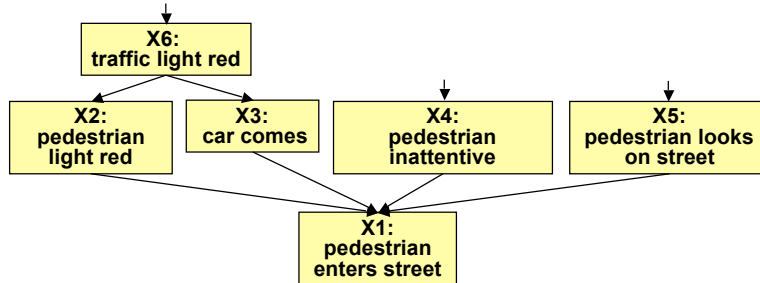 X6:
traffic light red
X2:
pedestrian
light red
X3:
car comes
X4:
pedestrian
inattentive
X5:
pedestrian looks
on street
X1:
pedestrian
enters street